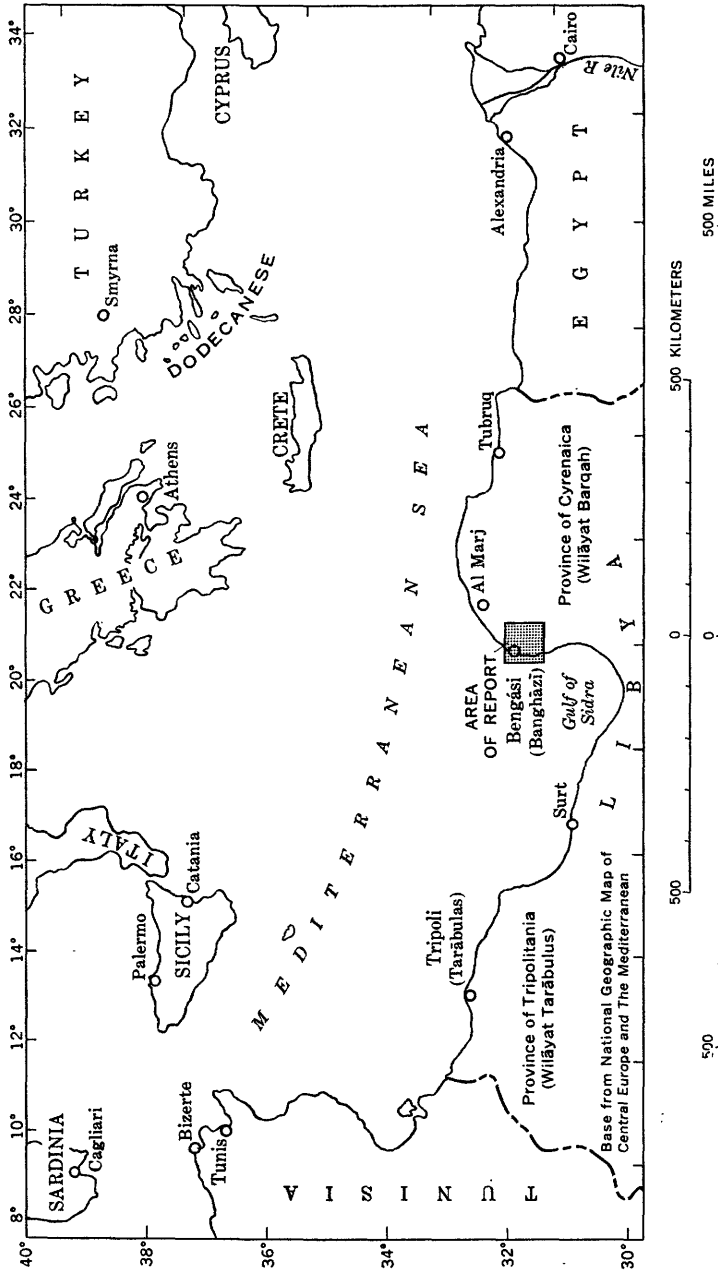 8° 10° 12° 14° 16° 18° 20° 22° 24° 26° 28° 30° 32° 34°
40°
38°
36°
34°
32°
30°
SARDINIA
Cagliari
Bizerte
Tunis
TUNISIA
Palermo
SICILY
Catania
ITALY
GREECE
Athens
TURKEY
Smyrna
DODECANESE
CRETE
CYPRUS
MEDITERRANEAN SEA
Tripoli
(Tarābulas)
Province of Tripolitania
(Wilāyat Tarābulus)
Surt
Gulf of
Sidra
AREA
OF REPORT
Bengási
(Banghāzī)
Al Marj
Tubruq
Province of Cyrenaica
(Wilāyat Barqah)
LIBYA
Alexandria
EGYPT
Cairo
Nile R
Base from National Geographic Map of
Central Europe and The Mediterranean
500 0 500 KILOMETERS
500 0 500 MILES